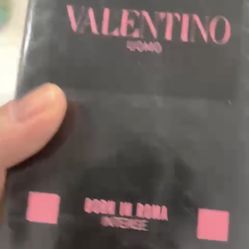 VALENTINO
UOMO
BORN IN ROMA
INTENSE